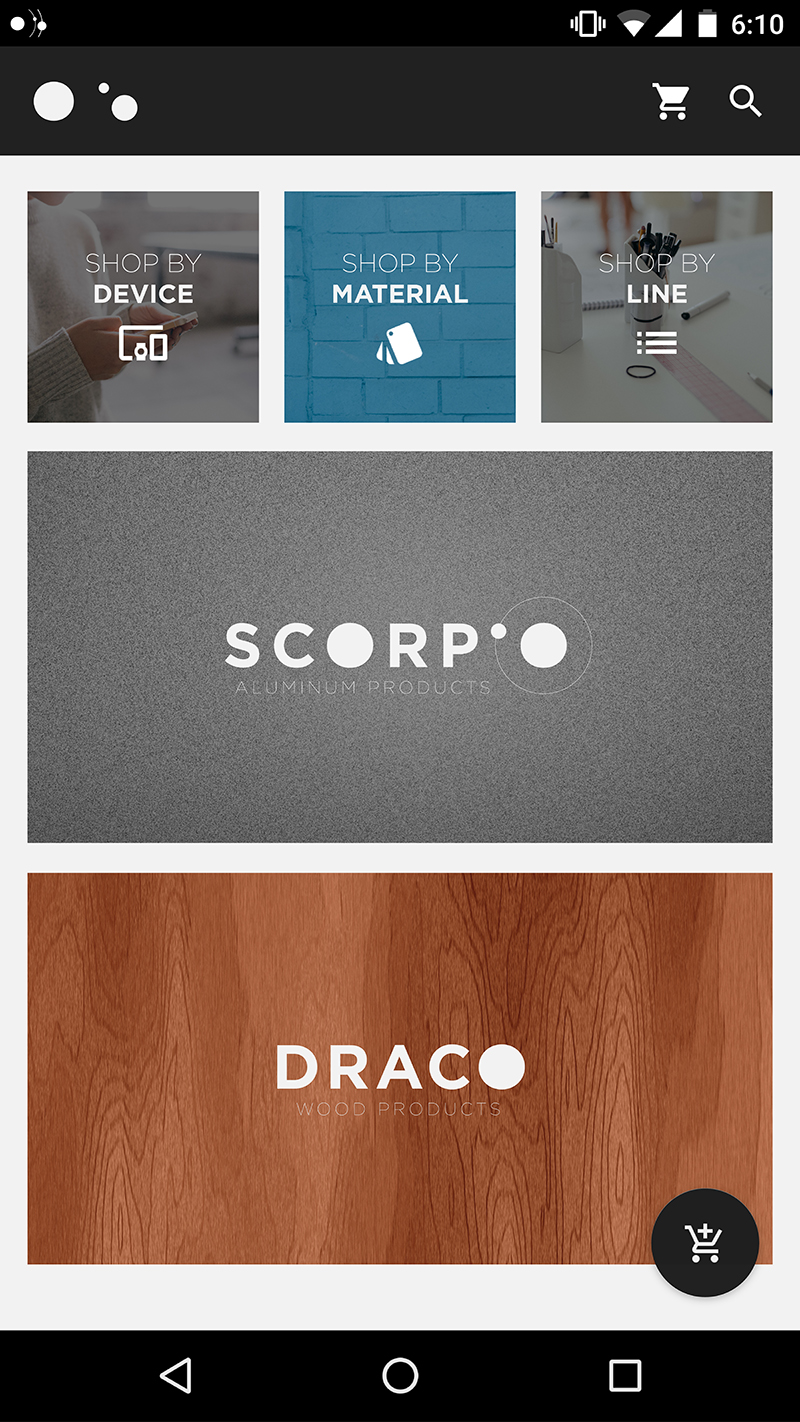 6:10
SHOP BY
DEVICE
SHOP BY
MATERIAL
SHOP BY
LINE
SCORPIO
ALUMINUM PRODUCTS
DRACO
WOOD PRODUCTS